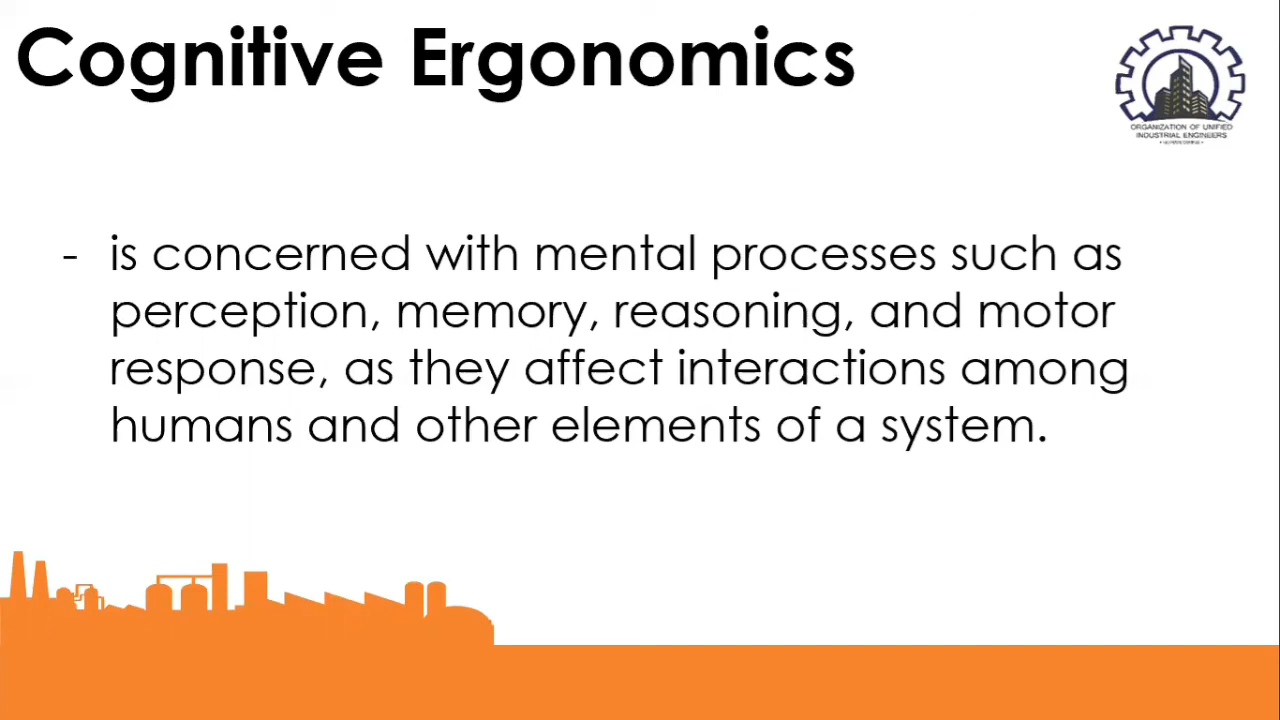 Cognitive Ergonomics
ORGANIZATION OF UNIFIED
INDUSTRIAL ENGINEERS
- is concerned with mental processes such as
perception, memory, reasoning, and motor
response, as they affect interactions among
humans and other elements of a system.